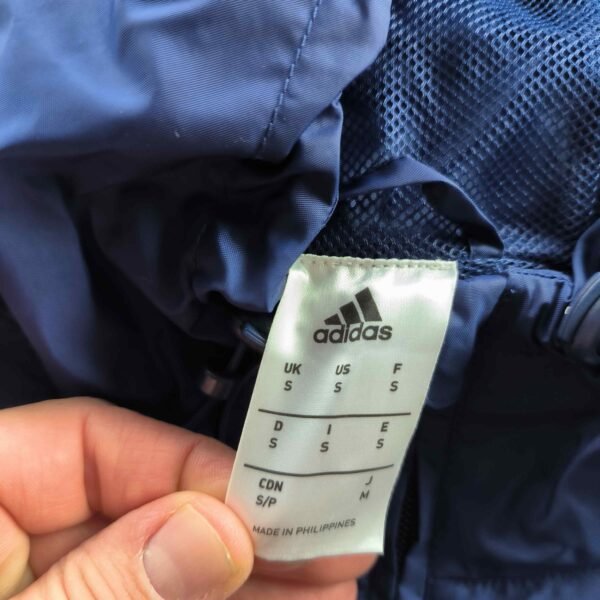 adidas
UK US F
S S S
D I E
S S S
CDN J
S/P M
MADE IN PHILIPPINES